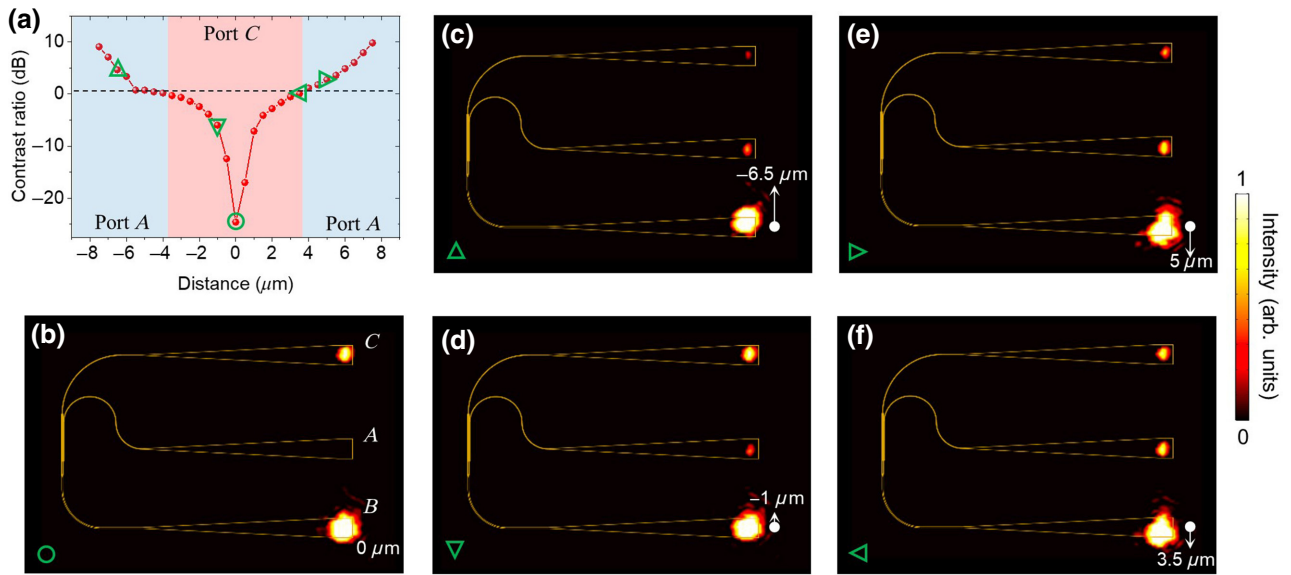 (a)
Contrast ratio (dB)
10
0
−10
−20
Port C
Port A
Port A
−8 −6 −4 −2 0 2 4 6 8
Distance (μm)
(c)
−6.5 μm
(e)
5 μm
1
Intensity (arb. units)
0
(b)
C
A
B
0 μm
(d)
−1 μm
(f)
3.5 μm